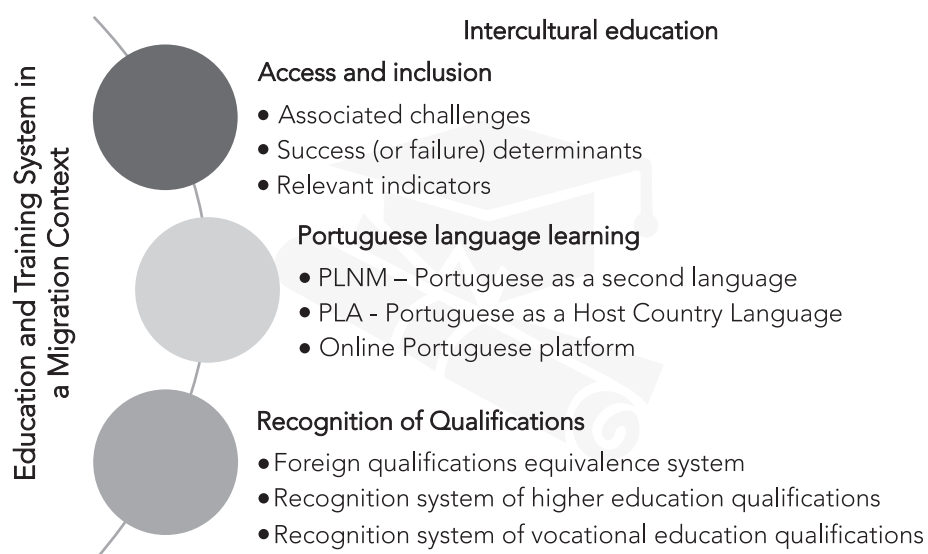 Education and Training System in
a Migration Context
Intercultural education
Access and inclusion
• Associated challenges
• Success (or failure) determinants
• Relevant indicators
Portuguese language learning
• PLNM – Portuguese as a second language
• PLA - Portuguese as a Host Country Language
• Online Portuguese platform
Recognition of Qualifications
• Foreign qualifications equivalence system
• Recognition system of higher education qualifications
• Recognition system of vocational education qualifications